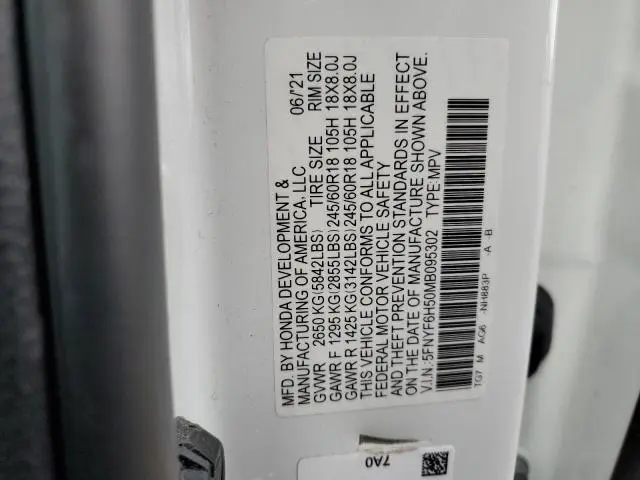 MFD. BY HONDA DEVELOPMENT &
MANUFACTURING OF AMERICA, LLC 06/'21
GVWR 2650KG(5842LBS) TIRE SIZE RIM SIZE
GAWR F 1295KG(2855LBS)245/60R18 105H 18X8.0J
GAWR R 1425KG(3142LBS)245/60R18 105H 18X8.0J
THIS VEHICLE CONFORMS TO ALL APPLICABLE
FEDERAL MOTOR VEHICLE SAFETY
AND THEFT PREVENTION STANDARDS IN EFFECT
ON THE DATE OF MANUFACTURE SHOWN ABOVE.
V.I.N.:5FNYF6H50MB095302 TYPE:MPV
TG7 M AG6 -NH883P -A -B
7A0